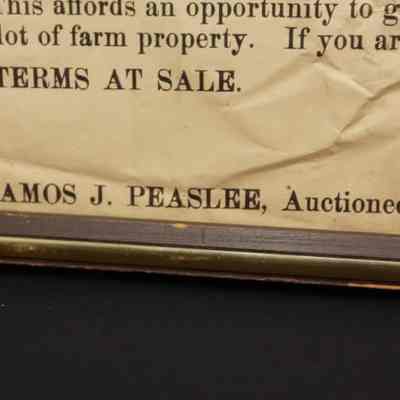 This affords an opportunity to g
lot of farm property. If you ar
TERMS AT SALE.
AMOS J. PEASLEE, Auctionee